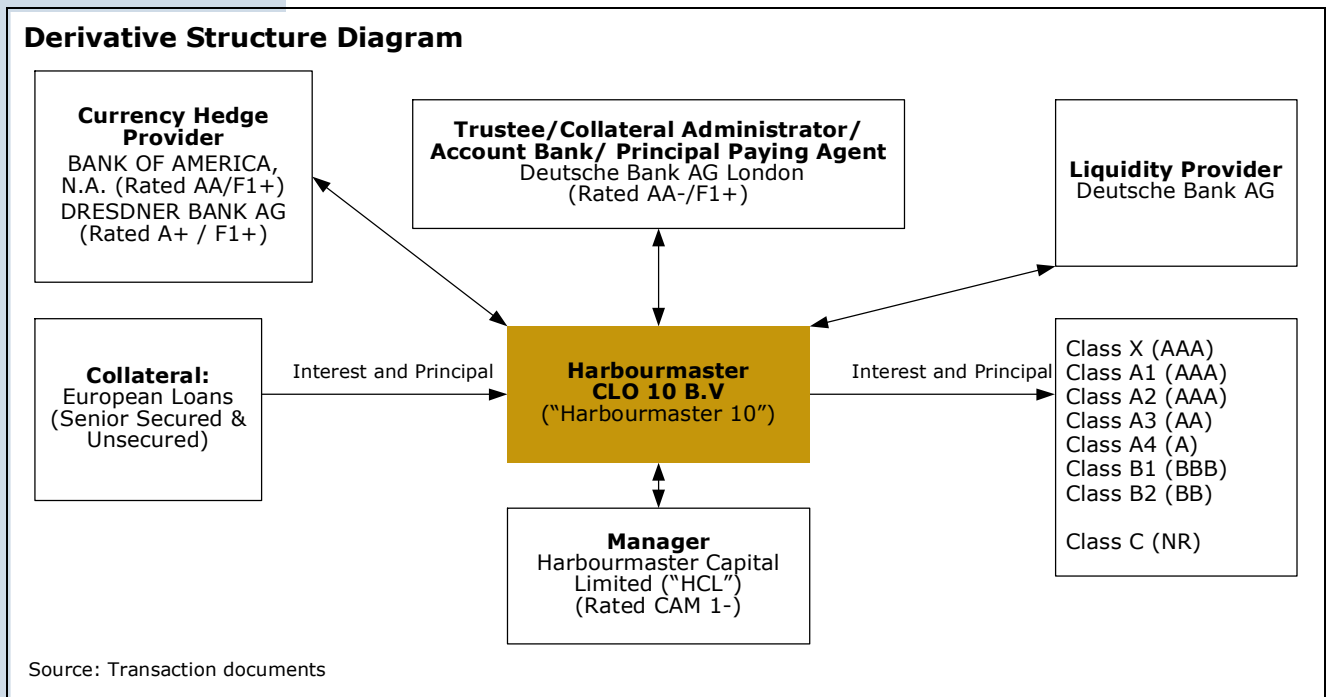 Derivative Structure Diagram
Currency Hedge
Provider
BANK OF AMERICA,
N.A. (Rated AA/F1+)
DRESDNER BANK AG
(Rated A+ / F1+)
Trustee/Collateral Administrator/
Account Bank/ Principal Paying Agent
Deutsche Bank AG London
(Rated AA-/F1+)
Liquidity Provider
Deutsche Bank AG
Collateral:
European Loans
(Senior Secured &
Unsecured)
Interest and Principal
Harbourmaster
CLO 10 B.V
(“Harbourmaster 10”)
Interest and Principal
Class X (AAA)
Class A1 (AAA)
Class A2 (AAA)
Class A3 (AA)
Class A4 (A)
Class B1 (BBB)
Class B2 (BB)
Class C (NR)
Manager
Harbourmaster Capital
Limited (“HCL”)
(Rated CAM 1-)
Source: Transaction documents